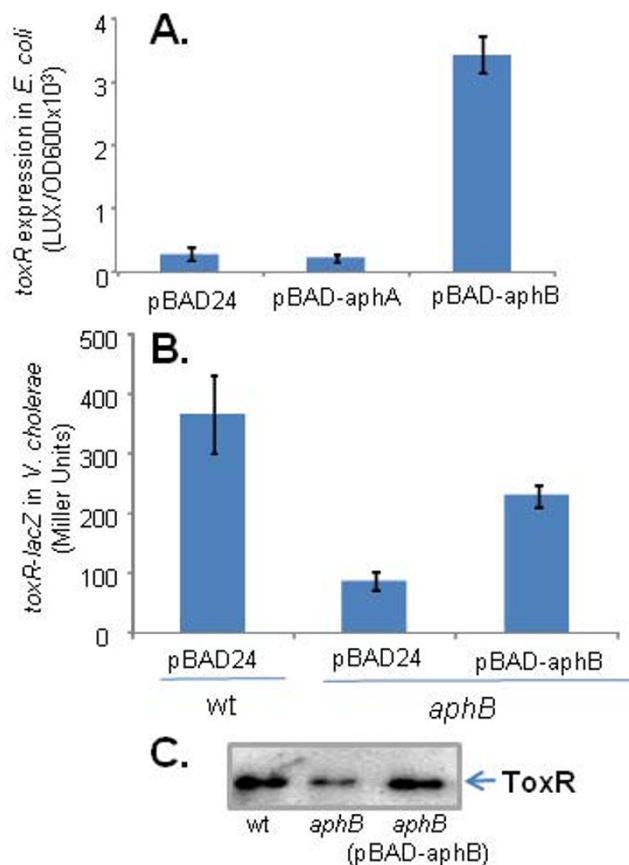 A.
toxR expression in E. coli
(LUX/OD600x10³)
4
3
2
1
0
pBAD24 pBAD-aphA pBAD-aphB
B.
toxR-lacZ in V. cholerae
(Miller Units)
500
400
300
200
100
0
pBAD24 pBAD24 pBAD-aphB
wt aphB
C.
ToxR
wt aphB aphB
(pBAD-aphB)